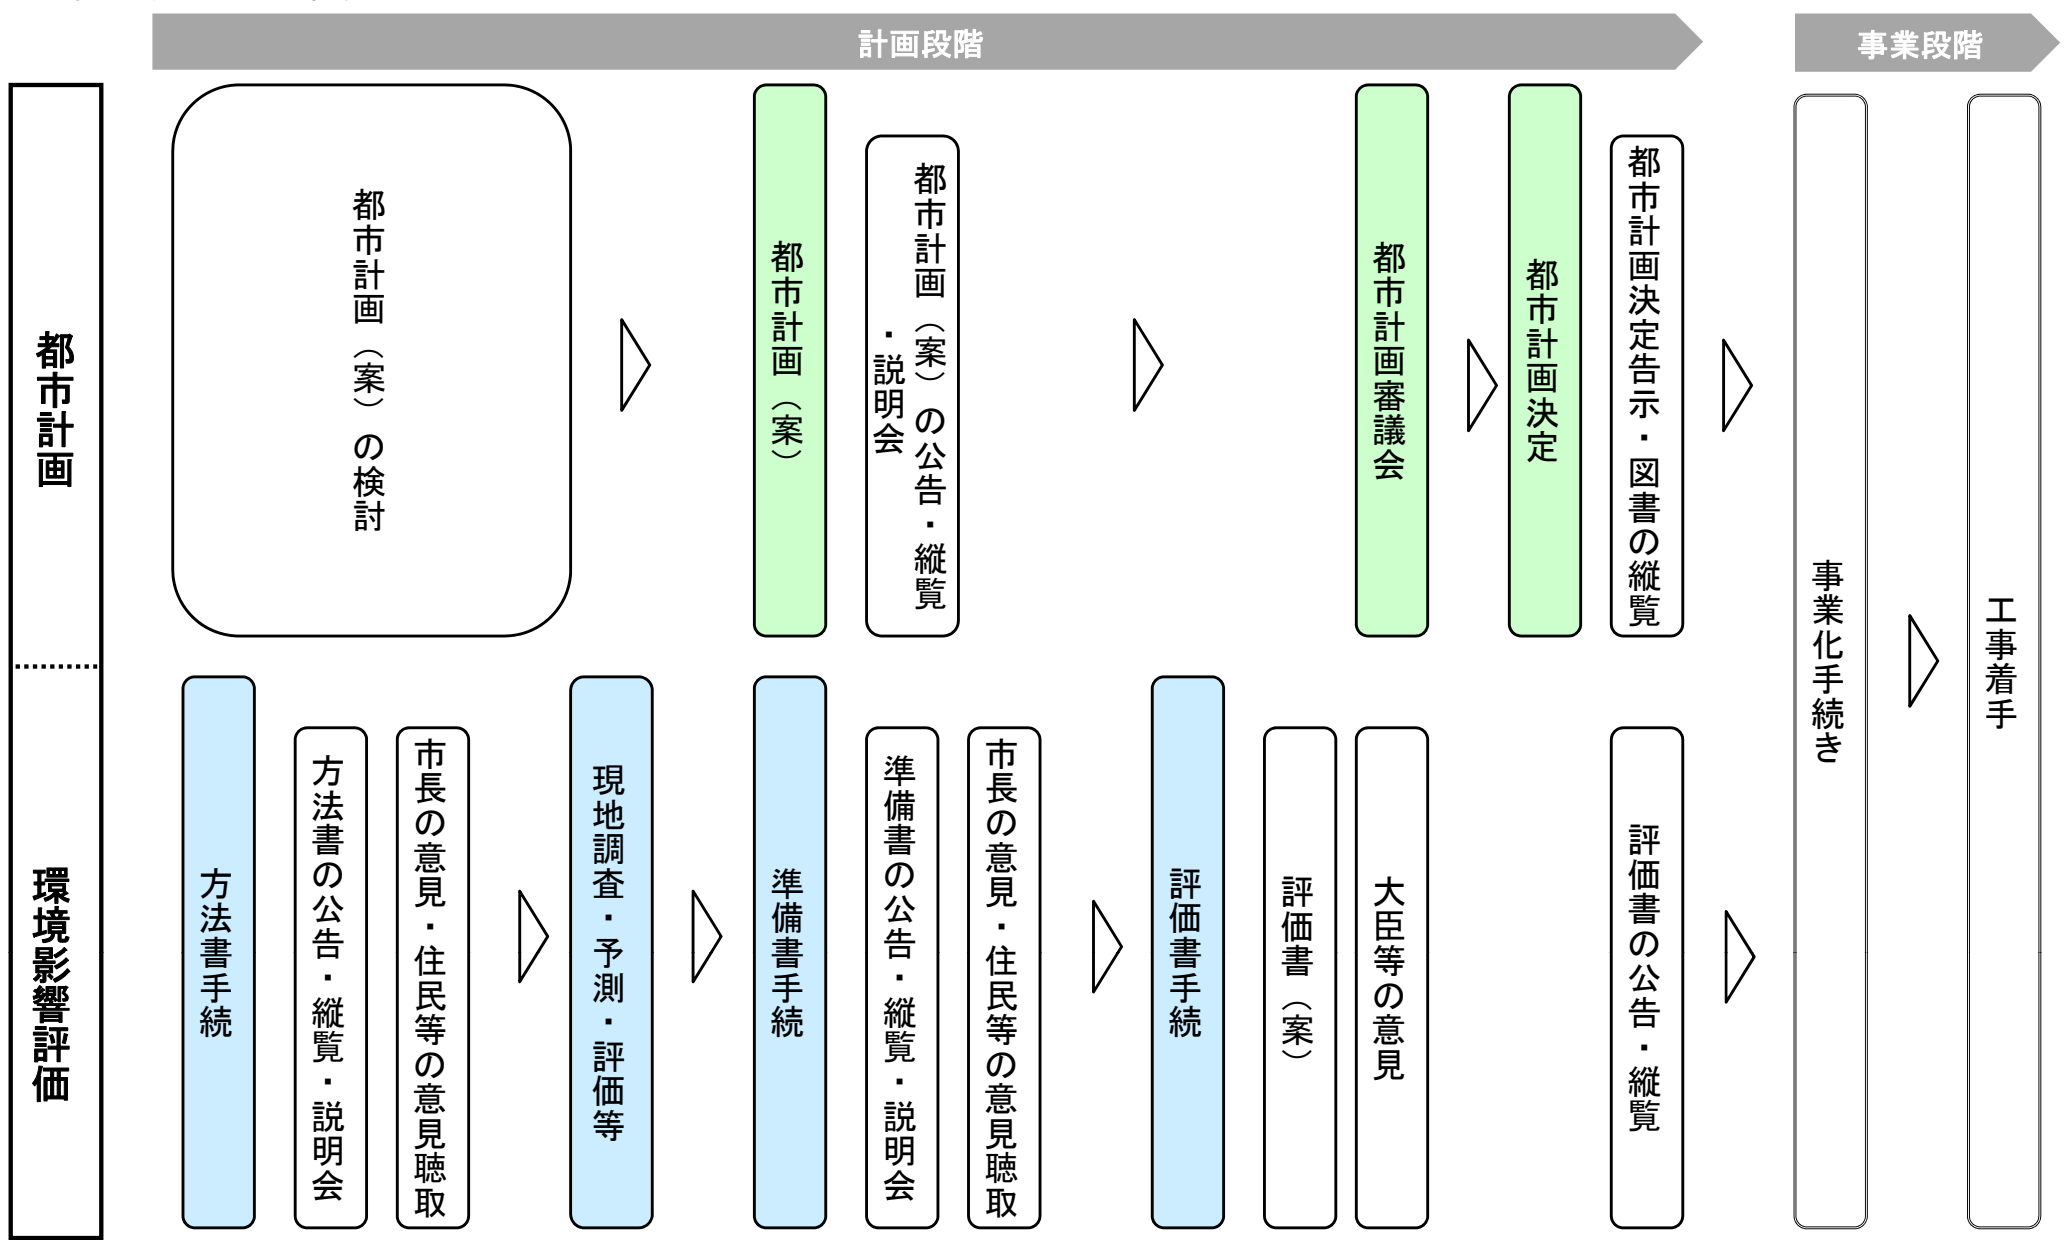 計画段階
事業段階
都市計画
都市計画（案）の検討
都市計画（案）
都市計画（案）の公告・縦覧
・説明会
都市計画審議会
都市計画決定
都市計画決定告示・図書の縦覧
環境影響評価
方法書手続
方法書の公告・縦覧・説明会
市長の意見・住民等の意見聴取
現地調査・予測・評価等
準備書手続
準備書の公告・縦覧・説明会
市長の意見・住民等の意見聴取
評価書手続
評価書（案）
大臣等の意見
評価書の公告・縦覧
事業化手続き
工事着手